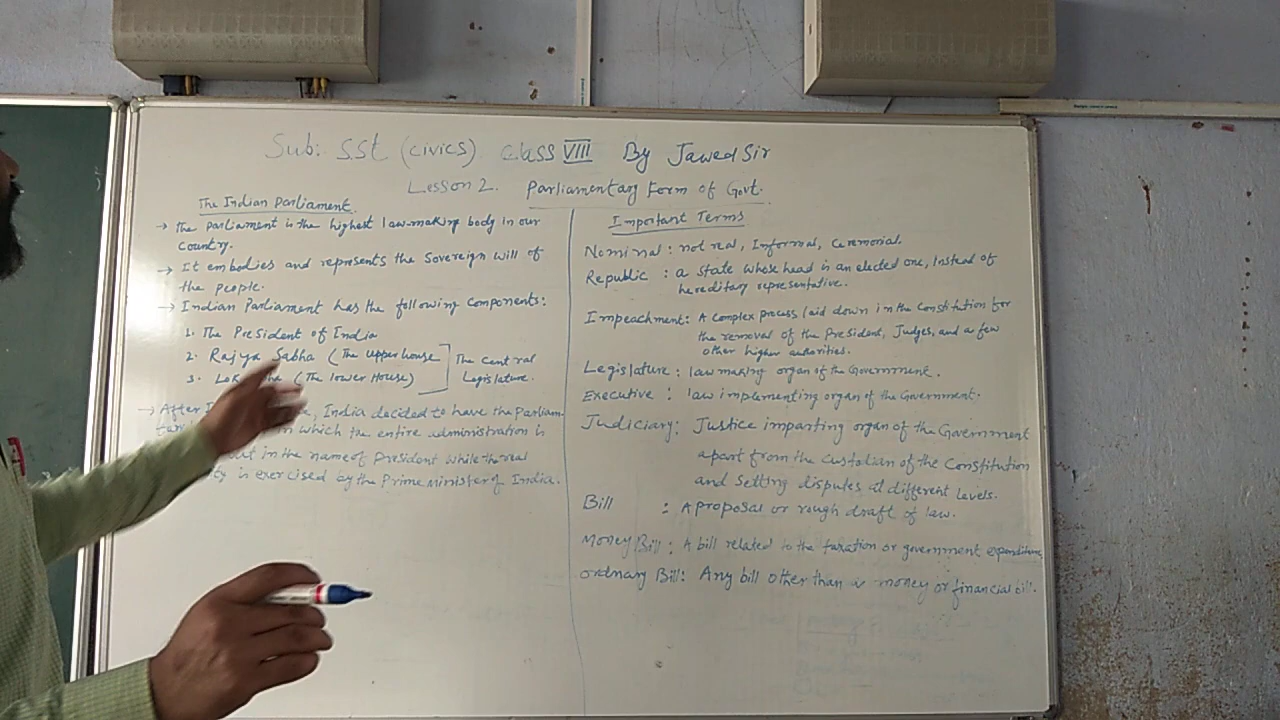 Sub: S.St (civics) Class VIII By Jawed Sir
Lesson 2. Parliamentary Form of Govt.
The Indian Parliament
→ The parliament is the highest law-making body in our
Country.
→ It embodies and represents the Sovereign will of
the people.
→ Indian Parliament has the following components:
1. The President of India
2. Rajya Sabha (The upper house
3. (The lower House)
The Central
Legislature.
→ After India decided to have the Parliam-
in which the entire administration is
in the name of President while the real
is exercised by the Prime Minister of India.
Important Terms
Nominal : not real, Informal, Ceremonial.
Republic : a State whose head is an elected one, Instead of
hereditary representative.
Impeachment: A complex process laid down in the Constitution for
the removal of the President, Judges, and a few
other higher authorities.
Legislature : law making organ of the Government.
Executive : law implementing organ of the Government.
Judiciary: Justice imparting organ of the Government
apart from the custodian of the Constitution
and settling disputes at different levels.
Bill : A proposal or rough draft of law.
Money Bill : A bill related to the taxation or government expenditure,
Ordnary Bill: Any bill other than a money or financial bill.